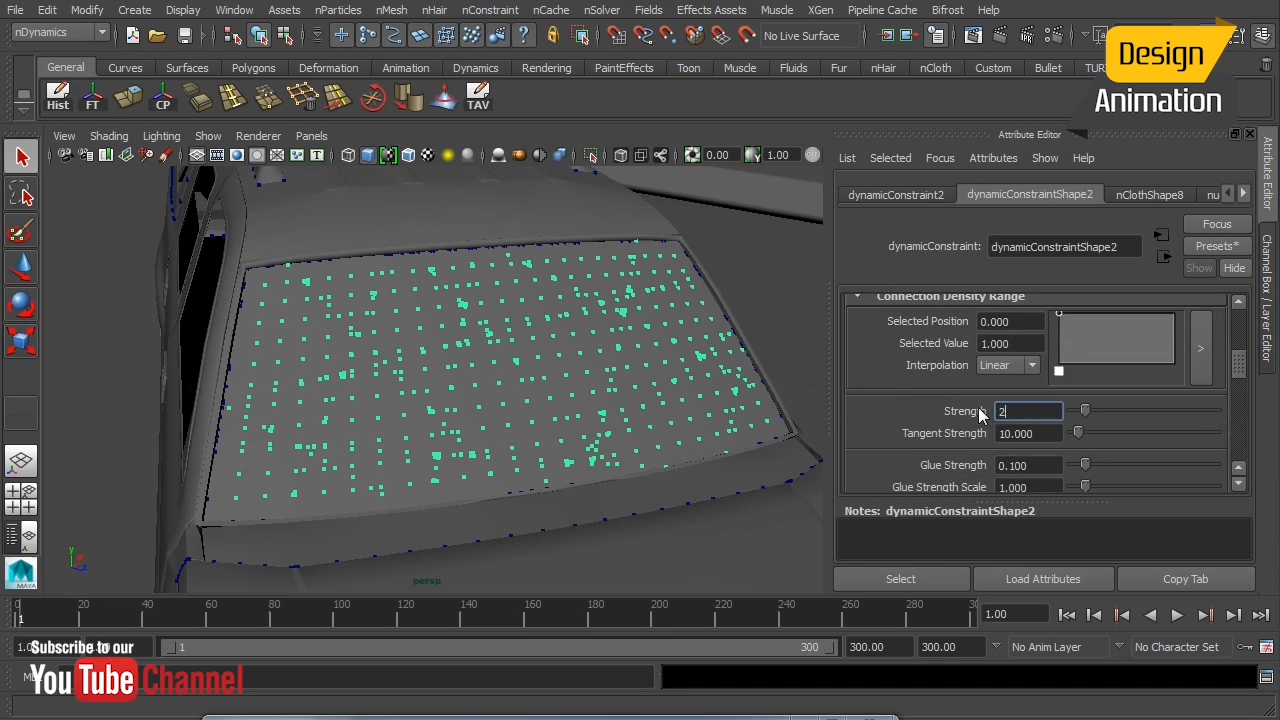 File Edit Modify Create Display Window Assets nParticles nMesh nHair nConstraint nCache nSolver Fields Effects Assets Muscle XGen Pipeline Cache Bifrost Help
nDynamics No Live Surface
Design
Animation
General Curves Surfaces Polygons Deformation Animation Dynamics Rendering PaintEffects Toon Muscle Fluids Fur nHair nCloth Custom Bullet TUR
Hist FT CP TAV
View Shading Lighting Show Renderer Panels
0.00 1.00
Attribute Editor
List Selected Focus Attributes Show Help
dynamicConstraint2 dynamicConstraintShape2 nClothShape8 nu
Focus
dynamicConstraint: dynamicConstraintShape2 Presets*
Show Hide
Connection Density Range
Selected Position 0.000
Selected Value 1.000
Interpolation Linear >
Strength 2
Tangent Strength 10.000
Glue Strength 0.100
Glue Strength Scale 1.000
Notes: dynamicConstraintShape2
Select Load Attributes Copy Tab
Attribute Editor
Channel Box / Layer Editor
y
persp
MAYA
0 20 40 60 80 100 120 140 160 180 200 220 240 260 280 30
1 1.00
1 300 300.00 300.00 No Anim Layer No Character Set
Subscribe to our
YouTube Channel